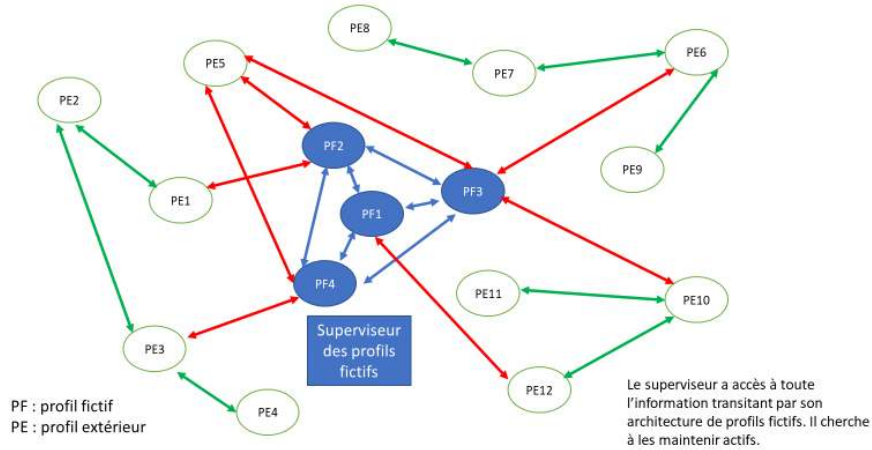 PE8
PE6
PE5
PE7
PE2
PF2
PE9
PF3
PE1
PF1
PF4
PE11
PE10
Superviseur
des profils
fictifs
PE3
PE12
PE4
PF : profil fictif
PE : profil extérieur
Le superviseur a accès à toute
l'information transitant par son
architecture de profils fictifs. Il cherche
à les maintenir actifs.